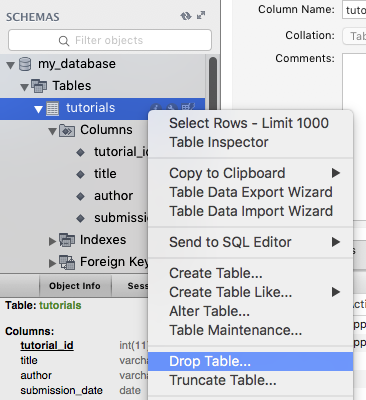 SCHEMAS
Filter objects
my_database
Tables
tutorials
Columns
tutorial_id
title
author
submission
Indexes
Foreign Key
Object Info
Sess
Table: tutorials
Columns:
tutorial_id int(11
title varcha
author varcha
submission_date date
Column Name: tuto
Collation: Tab
Comments:
Select Rows - Limit 1000
Table Inspector
Copy to Clipboard
Table Data Export Wizard
Table Data Import Wizard
Send to SQL Editor
Create Table...
Create Table Like...
Alter Table...
Table Maintenance...
Drop Table...
Truncate Table...